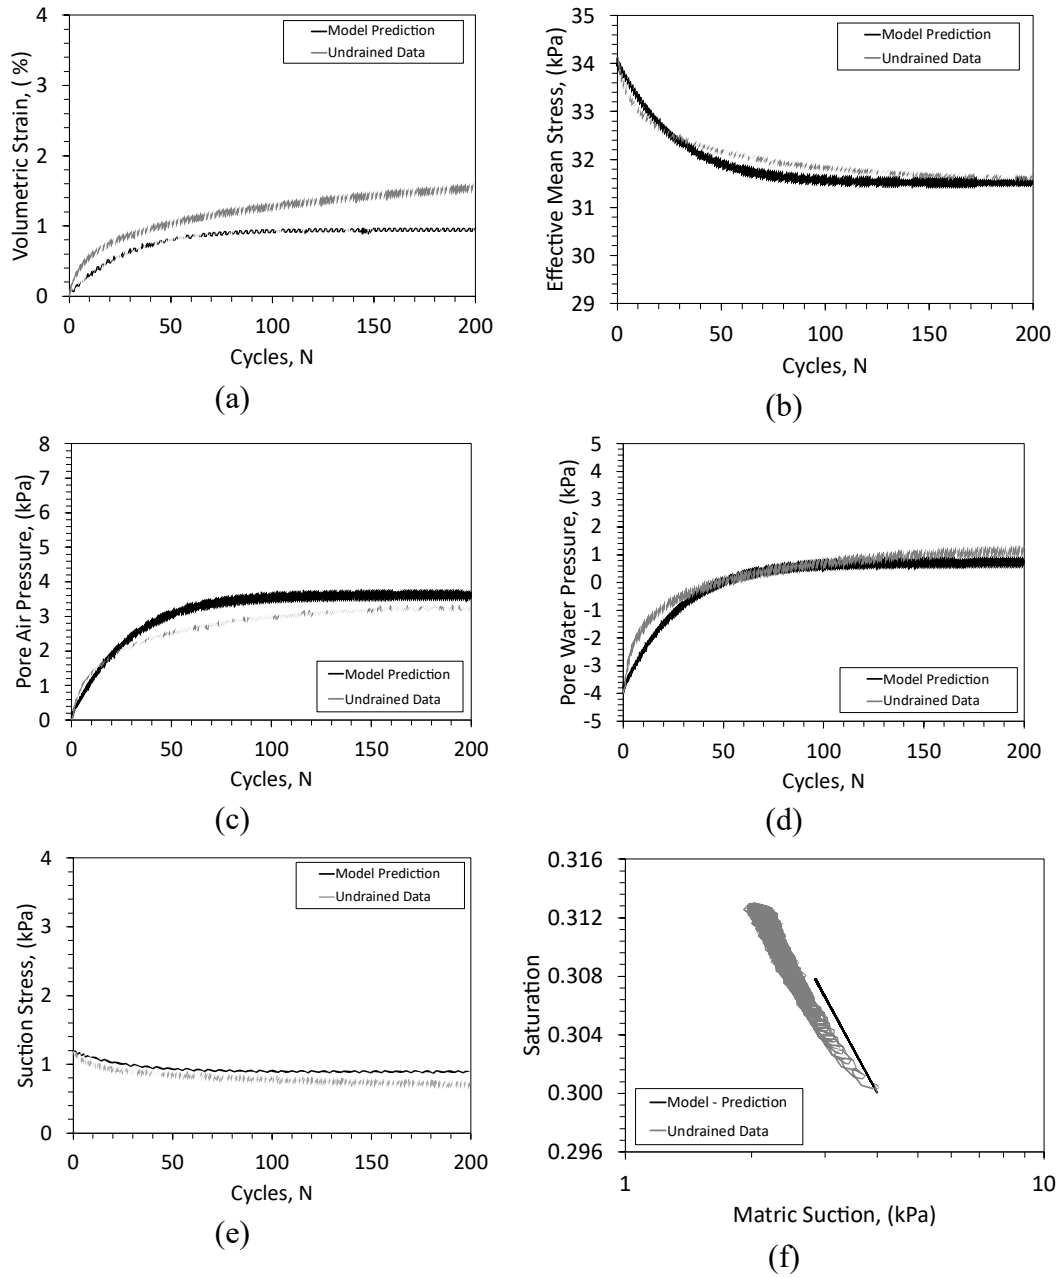 4
3
2
1
0
Volumetric Strain, ( %)
Model Prediction
Undrained Data
0 50 100 150 200
Cycles, N
(a)
35
34
33
32
31
30
29
Effective Mean Stress, (kPa)
Model Prediction
Undrained Data
0 50 100 150 200
Cycles, N
(b)
8
7
6
5
4
3
2
1
0
Pore Air Pressure, (kPa)
Model Prediction
Undrained Data
0 50 100 150 200
Cycles, N
(c)
5
4
3
2
1
0
-1
-2
-3
-4
-5
Pore Water Pressure, (kPa)
Model Prediction
Undrained Data
0 50 100 150 200
Cycles, N
(d)
4
3
2
1
0
Suction Stress, (kPa)
Model Prediction
Undrained Data
0 50 100 150 200
Cycles, N
(e)
0.316
0.312
0.308
0.304
0.300
0.296
Saturation
Model - Prediction
Undrained Data
1 10
Matric Suction, (kPa)
(f)